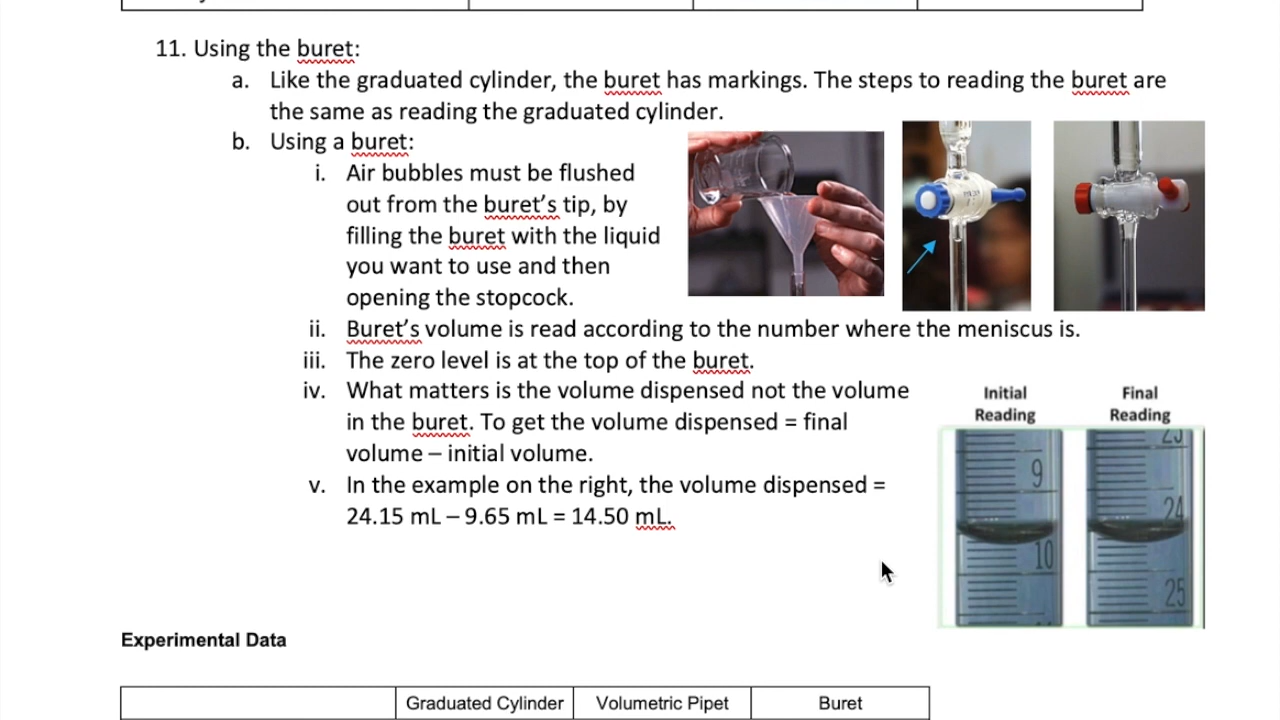 11. Using the buret:
a. Like the graduated cylinder, the buret has markings. The steps to reading the buret are
the same as reading the graduated cylinder.
b. Using a buret:
i. Air bubbles must be flushed
out from the buret's tip, by
filling the buret with the liquid
you want to use and then
opening the stopcock.
ii. Buret's volume is read according to the number where the meniscus is.
iii. The zero level is at the top of the buret.
iv. What matters is the volume dispensed not the volume
in the buret. To get the volume dispensed = final
volume – initial volume.
v. In the example on the right, the volume dispensed =
24.15 mL – 9.65 mL = 14.50 mL.
Initial
Reading
Final
Reading
9
10
24
25
Experimental Data
Graduated Cylinder
Volumetric Pipet
Buret